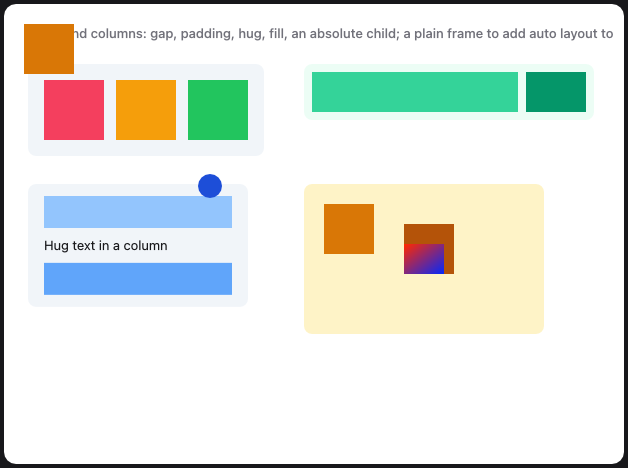 nd columns: gap, padding, hug, fill, an absolute child; a plain frame to add auto layout to
Hug text in a column